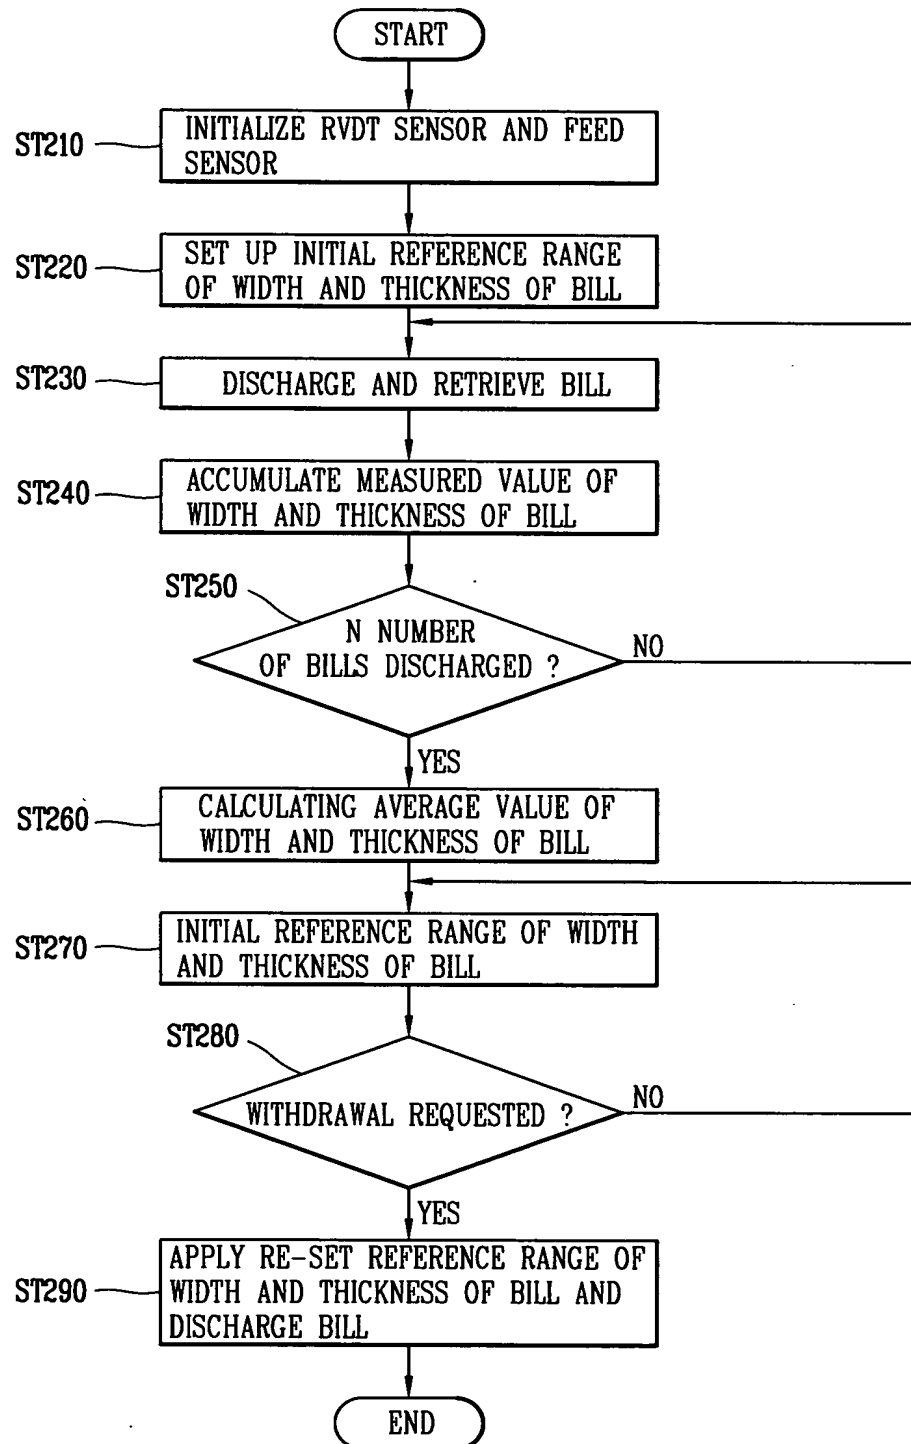 START
ST210
INITIALIZE RVDT SENSOR AND FEED
SENSOR
ST220
SET UP INITIAL REFERENCE RANGE
OF WIDTH AND THICKNESS OF BILL
ST230
DISCHARGE AND RETRIEVE BILL
ST240
ACCUMULATE MEASURED VALUE OF
WIDTH AND THICKNESS OF BILL
ST250
N NUMBER
OF BILLS DISCHARGED ?
NO
YES
ST260
CALCULATING AVERAGE VALUE OF
WIDTH AND THICKNESS OF BILL
ST270
INITIAL REFERENCE RANGE OF WIDTH
AND THICKNESS OF BILL
ST280
WITHDRAWAL REQUESTED ?
NO
YES
ST290
APPLY RE-SET REFERENCE RANGE OF
WIDTH AND THICKNESS OF BILL AND
DISCHARGE BILL
END